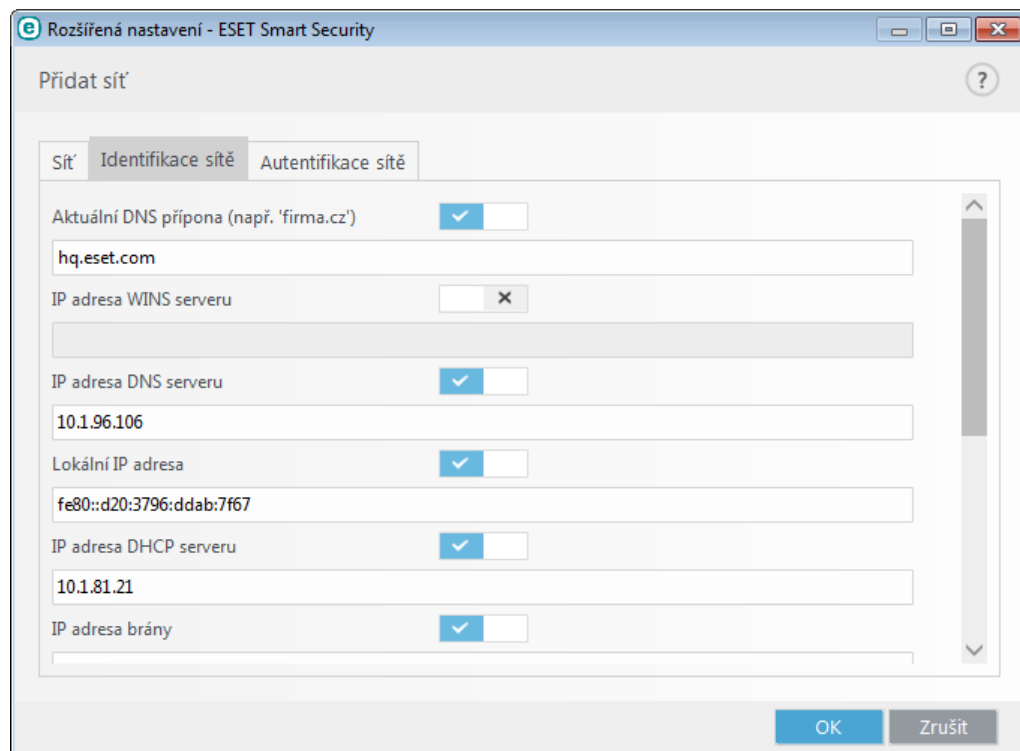 e Rozšířená nastavení - ESET Smart Security
Přidat síť
?
Síť Identifikace sítě Autentifikace sítě
Aktuální DNS přípona (např. 'firma.cz')
hq.eset.com
IP adresa WINS serveru
IP adresa DNS serveru
10.1.96.106
Lokální IP adresa
fe80::d20:3796:ddab:7f67
IP adresa DHCP serveru
10.1.81.21
IP adresa brány
OK Zrušit